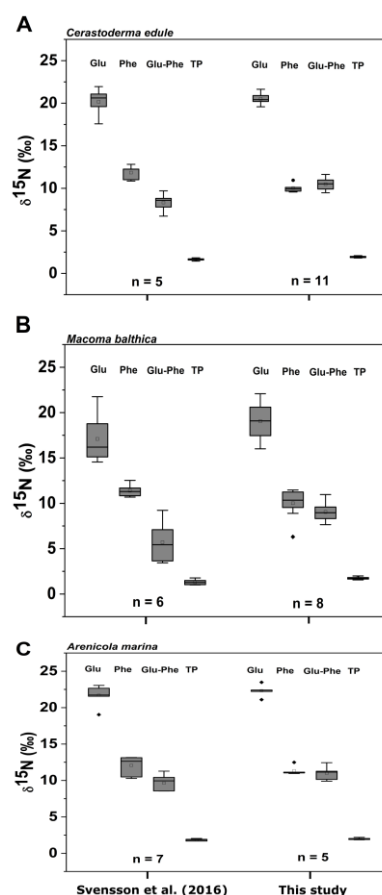 A
Cerastoderma edule
Glu Phe Glu-Phe TP Glu Phe Glu-Phe TP
25
20
15
10
5
0
δ15N (‰)
n = 5 n = 11
B
Macoma balthica
Glu Phe Glu-Phe TP Glu Phe Glu-Phe TP
25
20
15
10
5
0
δ15N (‰)
n = 6 n = 8
C
Arenicola marina
Glu Phe Glu-Phe TP Glu Phe Glu-Phe TP
25
20
15
10
5
0
δ15N (‰)
n = 7 n = 5
Svensson et al. (2016) This study